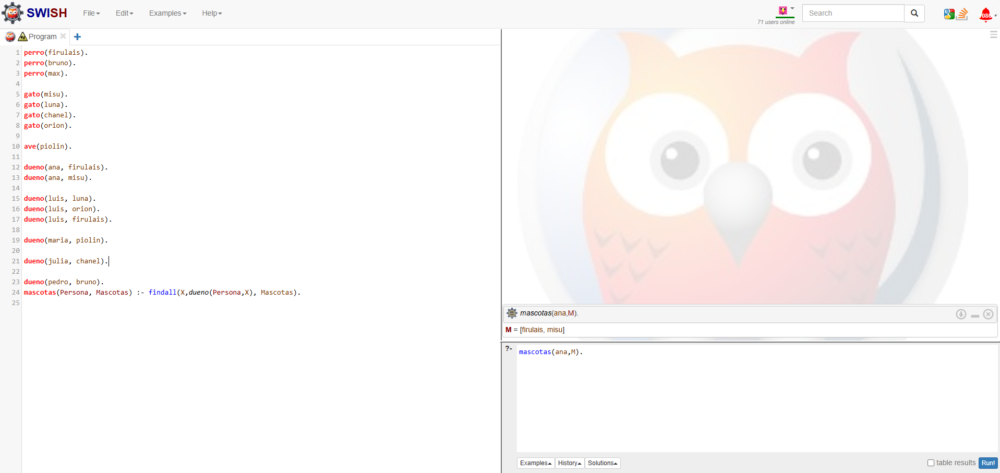 SWISH File Edit Examples Help
71 users online
Search
Program
1 perro(firulais).
2 perro(bruno).
3 perro(max).
4
5 gato(misu).
6 gato(luna).
7 gato(chanel).
8 gato(orion).
9
10 ave(piolin).
11
12 dueno(ana, firulais).
13 dueno(ana, misu).
14
15 dueno(luis, luna).
16 dueno(luis, orion).
17 dueno(luis, firulais).
18
19 dueno(maria, piolin).
20
21 dueno(julia, chanel).
22
23 dueno(pedro, bruno).
24 mascotas(Persona, Mascotas) :- findall(X,dueno(Persona,X), Mascotas).
25
mascotas(ana,M).
M = [firulais, misu]
?- mascotas(ana,M).
Examples History Solutions
table results Run!